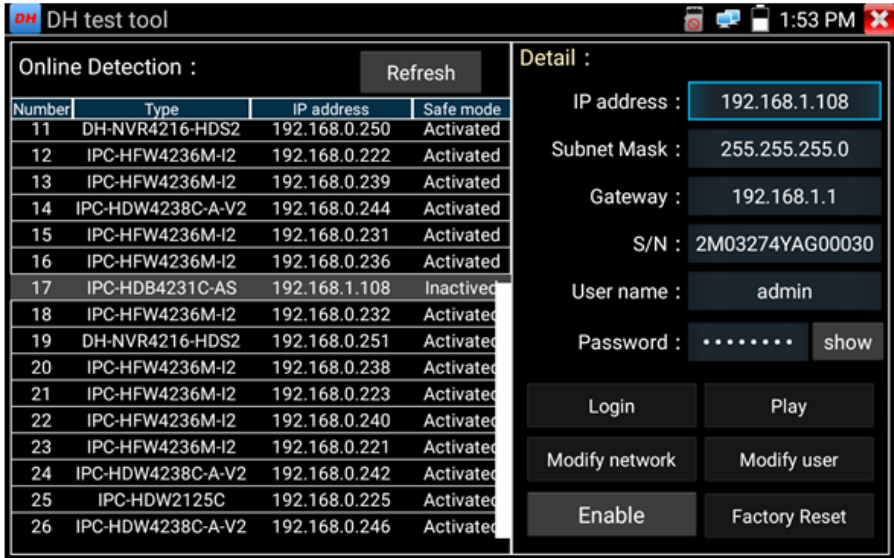 DH DH test tool 1:53 PM
Online Detection : Refresh
Number Type IP address Safe mode
11 DH-NVR4216-HDS2 192.168.0.250 Activated
12 IPC-HFW4236M-I2 192.168.0.222 Activated
13 IPC-HFW4236M-I2 192.168.0.239 Activated
14 IPC-HDW4238C-A-V2 192.168.0.244 Activated
15 IPC-HFW4236M-I2 192.168.0.231 Activated
16 IPC-HFW4236M-I2 192.168.0.236 Activated
17 IPC-HDB4231C-AS 192.168.1.108 Inactived
18 IPC-HFW4236M-I2 192.168.0.232 Activated
19 DH-NVR4216-HDS2 192.168.0.251 Activated
20 IPC-HFW4236M-I2 192.168.0.238 Activated
21 IPC-HFW4236M-I2 192.168.0.223 Activated
22 IPC-HFW4236M-I2 192.168.0.240 Activated
23 IPC-HFW4236M-I2 192.168.0.221 Activated
24 IPC-HDW4238C-A-V2 192.168.0.242 Activated
25 IPC-HDW2125C 192.168.0.225 Activated
26 IPC-HDW4238C-A-V2 192.168.0.246 Activated
Detail :
IP address : 192.168.1.108
Subnet Mask : 255.255.255.0
Gateway : 192.168.1.1
S/N : 2M03274YAG00030
User name : admin
Password : •••••••• show
Login Play
Modify network Modify user
Enable Factory Reset